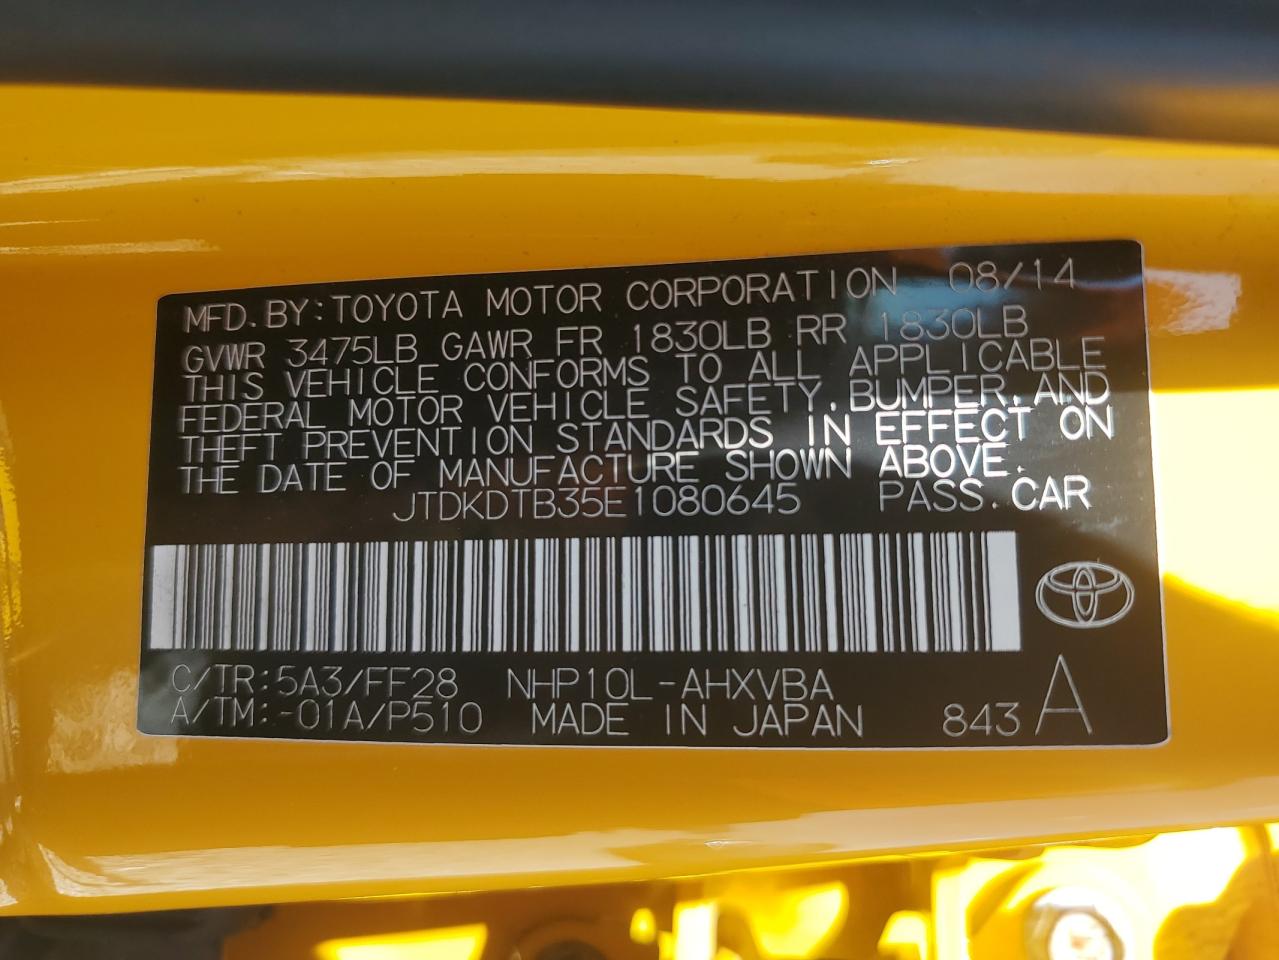 MFD. BY: TOYOTA MOTOR CORPORATION 08/14
GVWR 3475LB GAWR FR 1830LB RR 1830LB
THIS VEHICLE CONFORMS TO ALL APPLICABLE
FEDERAL MOTOR VEHICLE SAFETY, BUMPER, AND
THEFT PREVENTION STANDARDS IN EFFECT ON
THE DATE OF MANUFACTURE SHOWN ABOVE.
JTDKDTB35E1080645 PASS. CAR
C/TR: 5A3/FF28 NHP10L-AHXVBA
A/TM: -01A/P510 MADE IN JAPAN 843 A